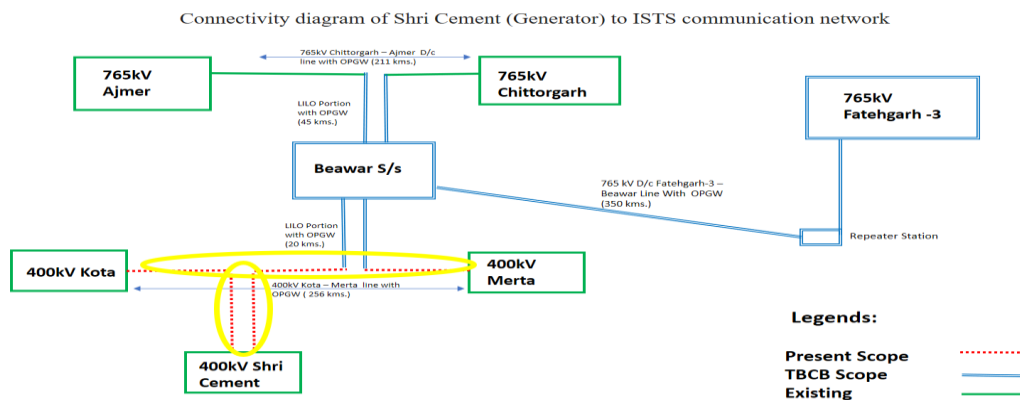 Connectivity diagram of Shri Cement (Generator) to ISTS communication network
765kV Chittorgarh – Ajmer D/c
line with OPGW (211 kms.)
765kV
Ajmer
765kV
Chittorgarh
765kV
Fatehgarh -3
LILO Portion
with OPGW
(45 kms.)
Beawar S/s
765 kV D/c Fatehgarh-3 –
Beawar Line With OPGW
(350 kms.)
LILO Portion
with OPGW
(20 kms.)
Repeater Station
400kV Kota
400kV
Merta
400kV Kota – Merta line with
OPGW ( 256 kms.)
400kV Shri
Cement
Legends:
Present Scope
TBCB Scope
Existing